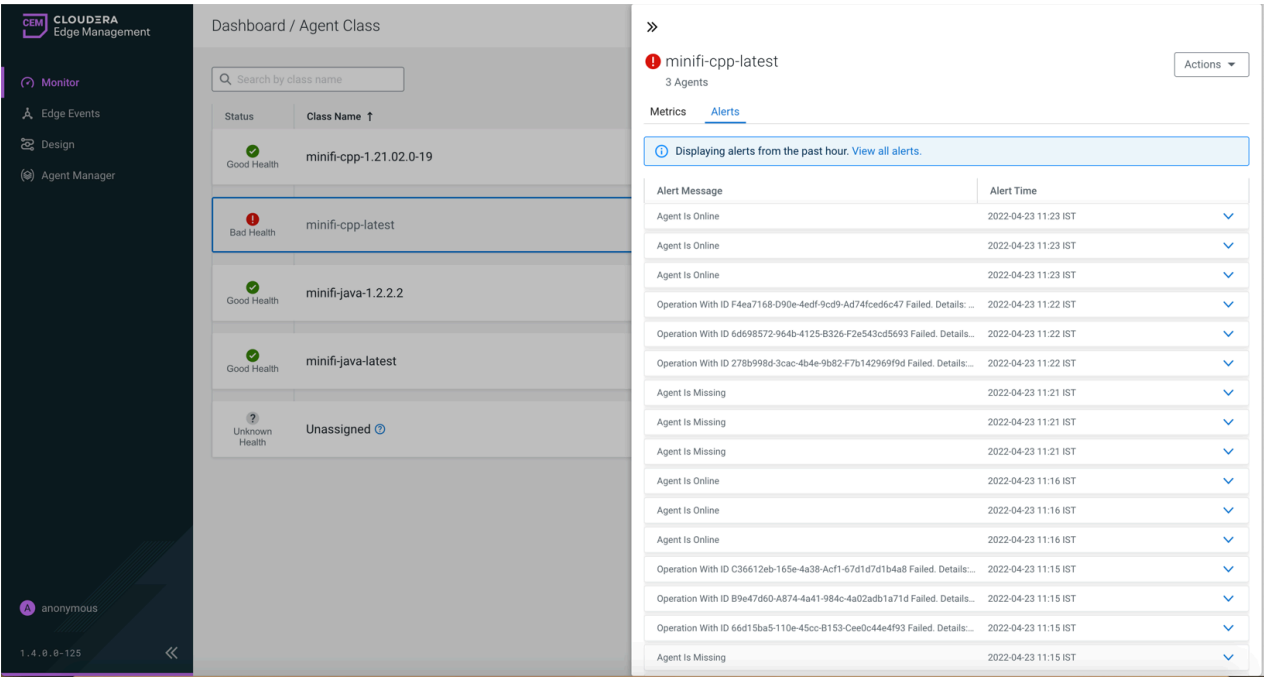 CEM CLOUDERA
Edge Management
Monitor
Edge Events
Design
Agent Manager
A anonymous
1.4.0.0-125
Dashboard / Agent Class
Search by class name
Status Class Name ↑
Good Health minifi-cpp-1.21.02.0-19
Bad Health minifi-cpp-latest
Good Health minifi-java-1.2.2.2
Good Health minifi-java-latest
?
Unknown
Health
Unassigned ?
minifi-cpp-latest
3 Agents
Actions
Metrics Alerts
Displaying alerts from the past hour. View all alerts.
Alert Message Alert Time
Agent Is Online 2022-04-23 11:23 IST
Agent Is Online 2022-04-23 11:23 IST
Agent Is Online 2022-04-23 11:23 IST
Operation With ID F4ea7168-D90e-4edf-9cd9-Ad74fced6c47 Failed. Details: ... 2022-04-23 11:22 IST
Operation With ID 6d698572-964b-4125-B326-F2e543cd5693 Failed. Details... 2022-04-23 11:22 IST
Operation With ID 278b998d-3cac-4b4e-9b82-F7b142969f9d Failed. Details:... 2022-04-23 11:22 IST
Agent Is Missing 2022-04-23 11:21 IST
Agent Is Missing 2022-04-23 11:21 IST
Agent Is Missing 2022-04-23 11:21 IST
Agent Is Online 2022-04-23 11:16 IST
Agent Is Online 2022-04-23 11:16 IST
Agent Is Online 2022-04-23 11:16 IST
Operation With ID C36612eb-165e-4a38-Acf1-67d1d7d1b4a8 Failed. Details:... 2022-04-23 11:15 IST
Operation With ID B9e47d60-A874-4a41-984c-4a02adb1a71d Failed. Details... 2022-04-23 11:15 IST
Operation With ID 66d15ba5-110e-45cc-B153-Cee0c44e4f93 Failed. Details:... 2022-04-23 11:15 IST
Agent Is Missing 2022-04-23 11:15 IST